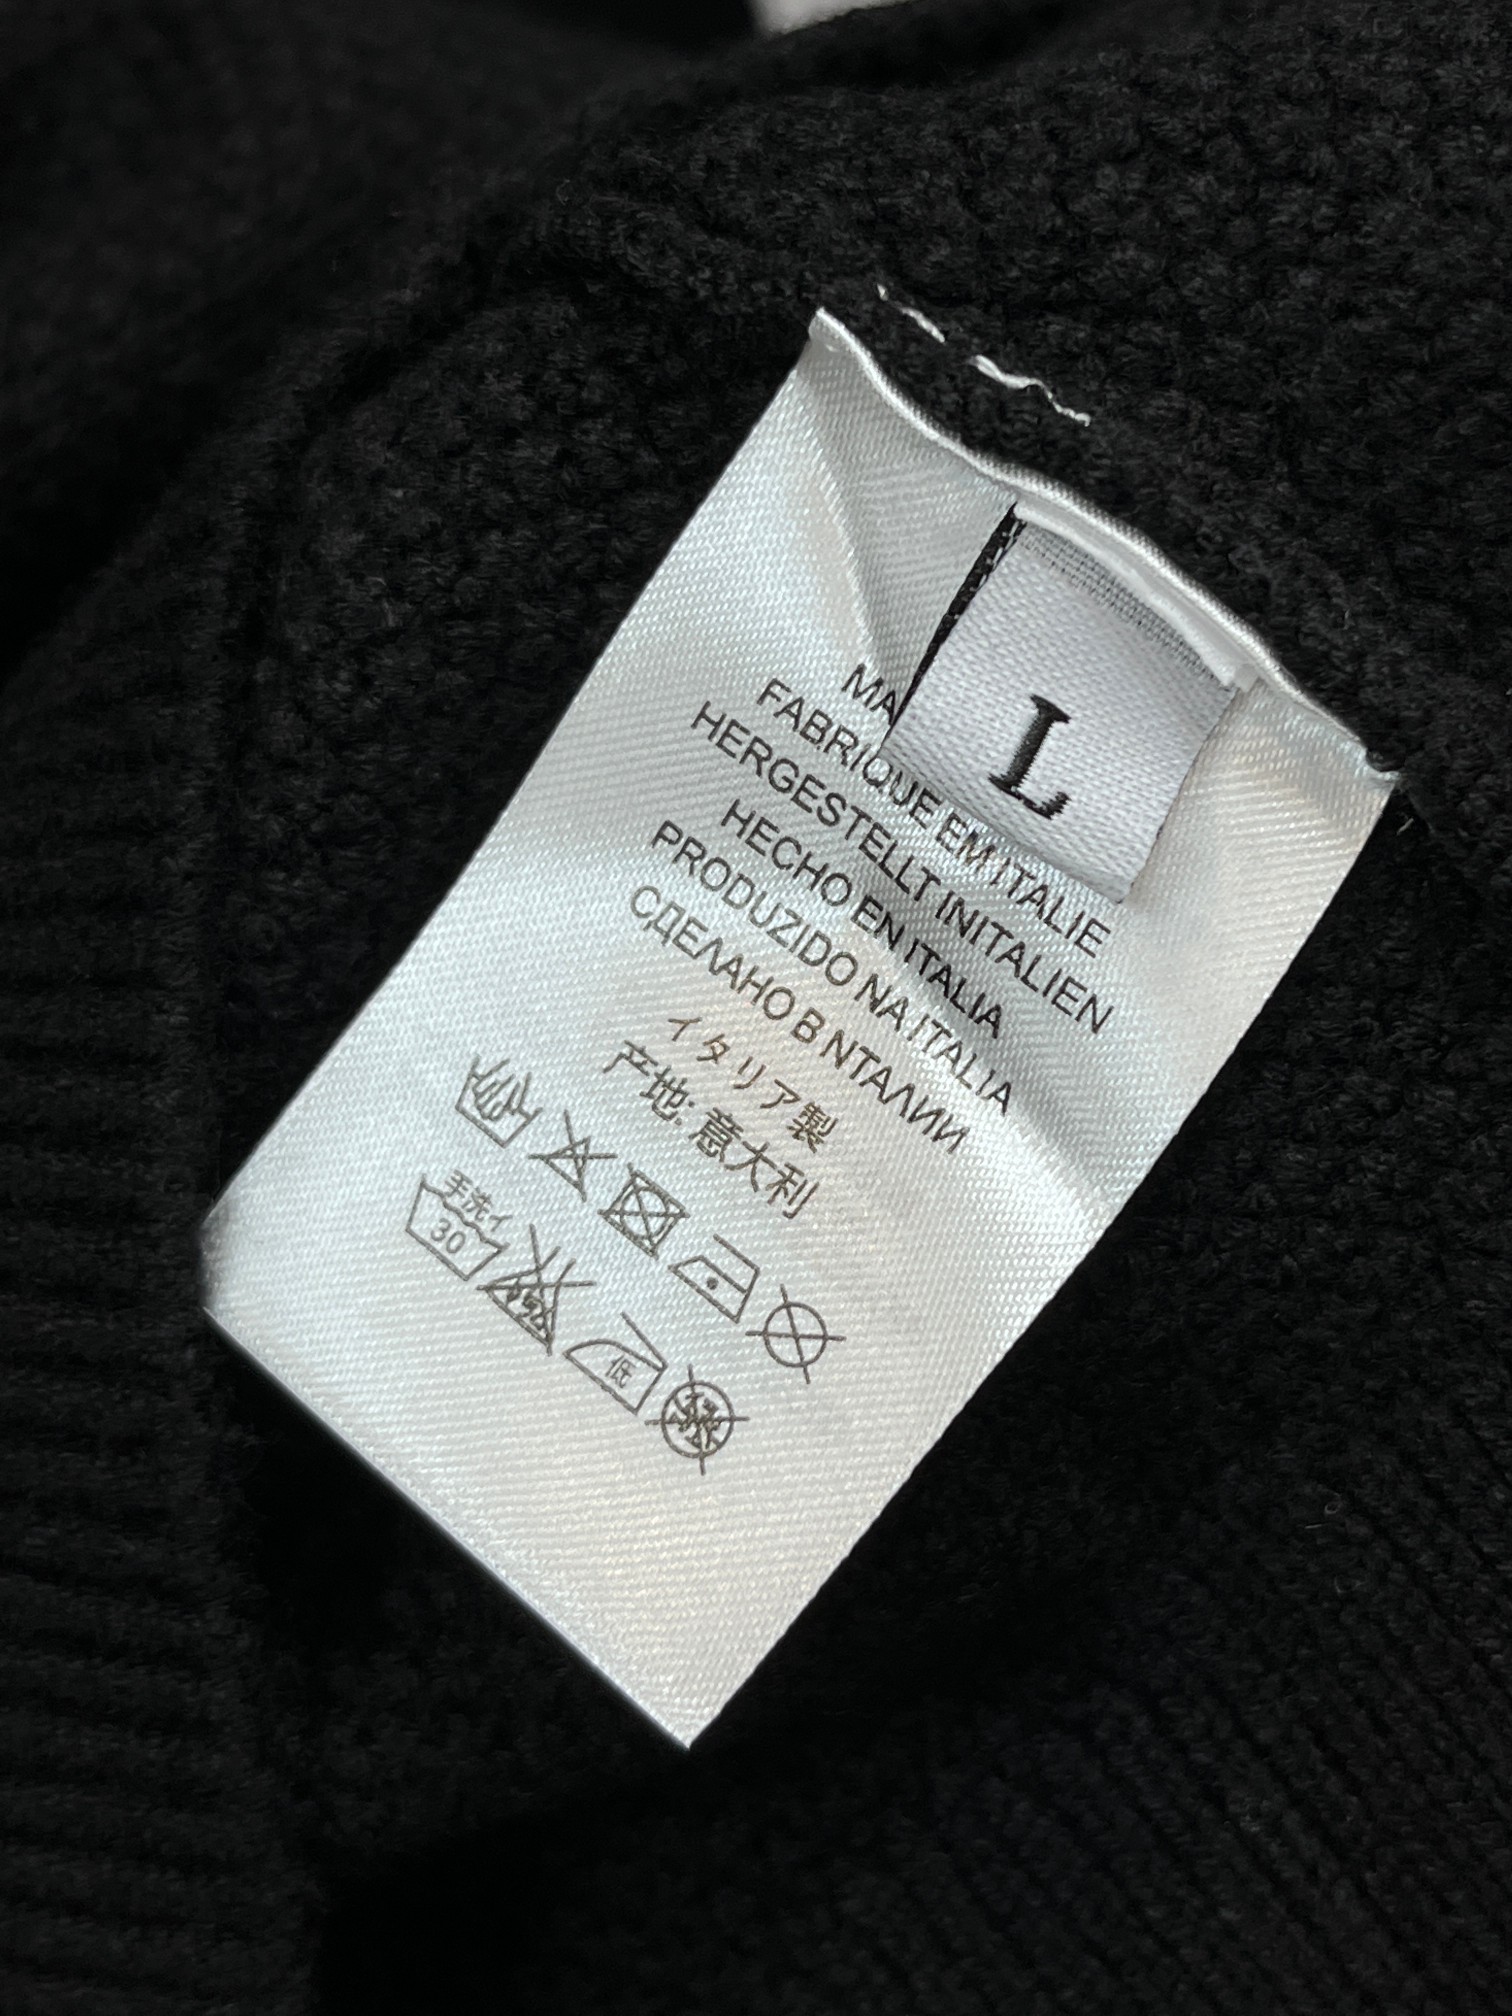 L
MA
FABRIQUE EM ITALIE
HERGESTELLT INITALIEN
HECHO EN ITALIA
PRODUZIDO NA ITALIA
СДЕЛАНО В NТАЛИИ
イタリア製
产地: 意大利
手洗イ
30
低